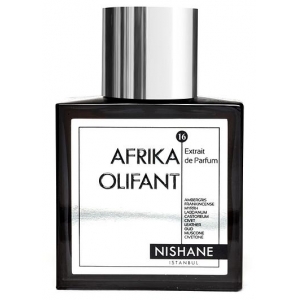 16
Extrait
de Parfum
AFRIKA
OLIFANT
AMBERGRIS
FRANKINCENSE
MYRRH
LABDANUM
CASTOREUM
CIVET
LEATHER
OUD
MUSCONE
CIVETONE
NISHANE
ISTANBUL